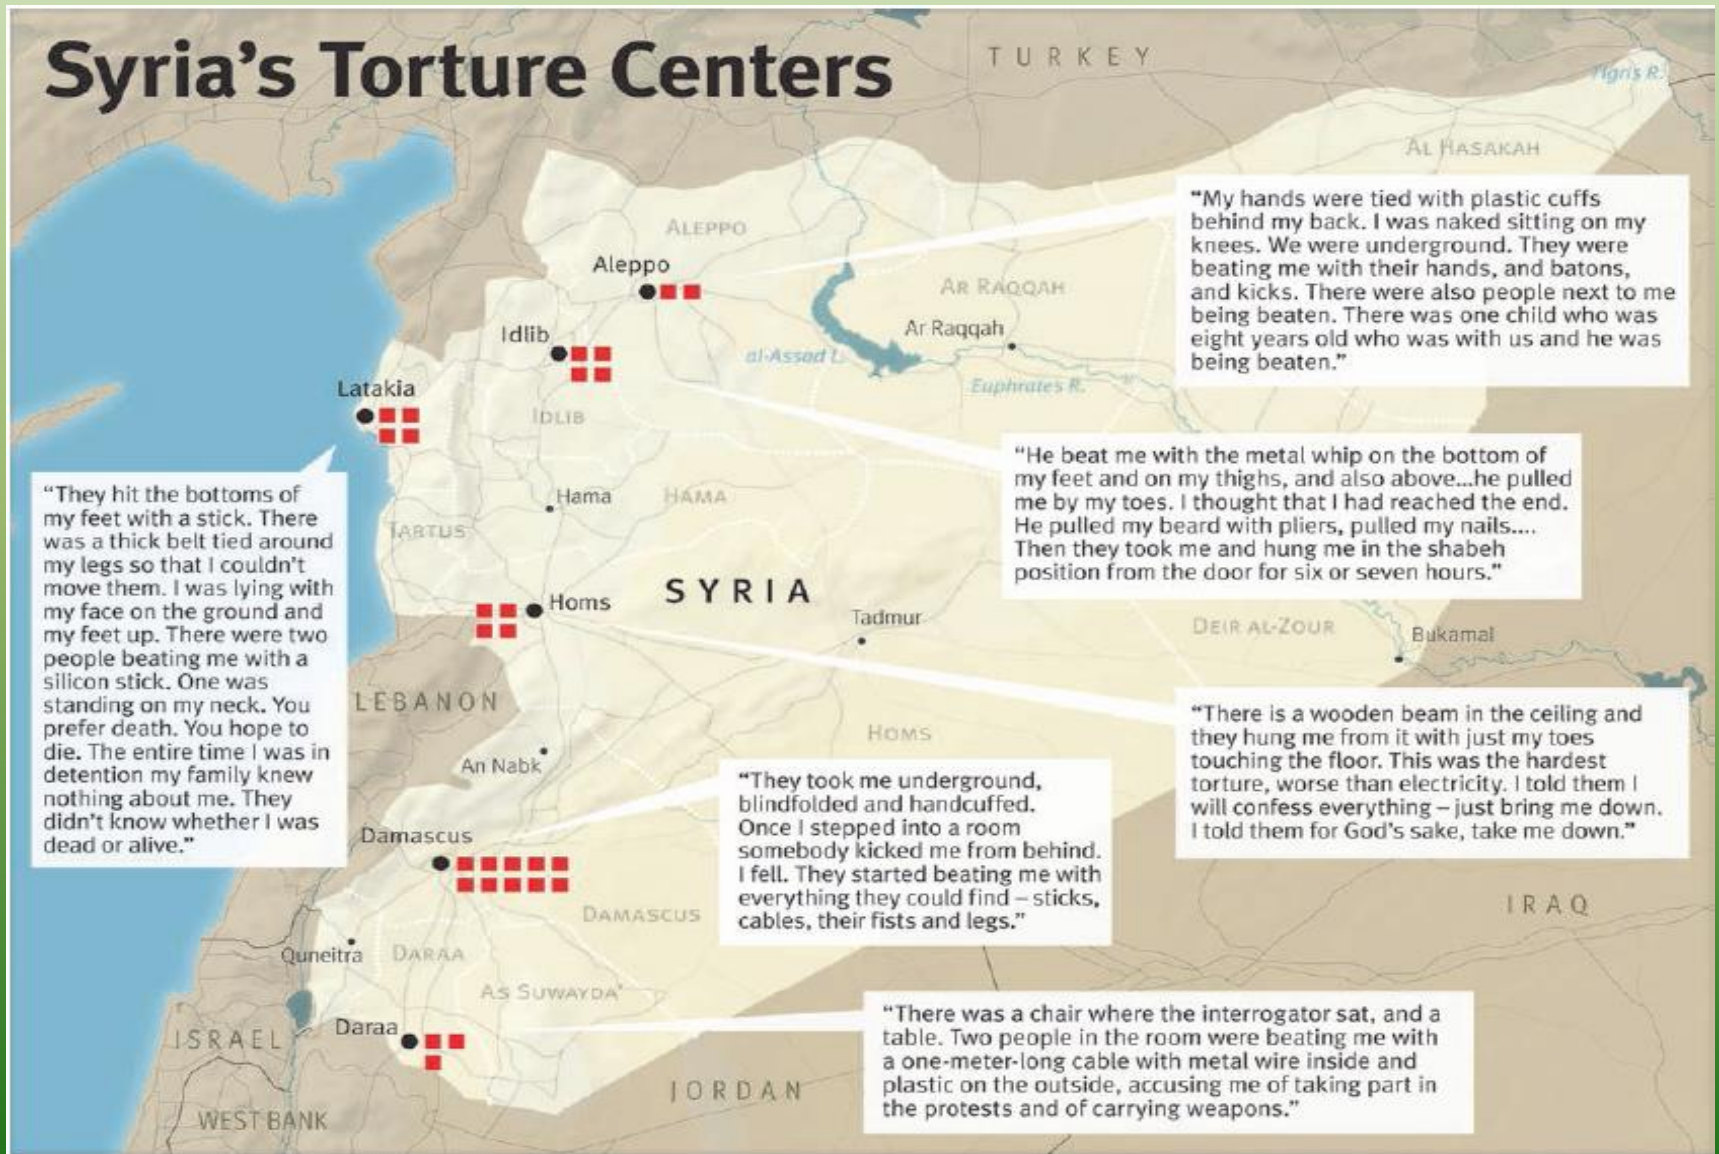 Syria's Torture Centers
TURKEY
Tigris R.
AL HASAKAH
"My hands were tied with plastic cuffs
behind my back. I was naked sitting on my
knees. We were underground. They were
beating me with their hands, and batons,
and kicks. There were also people next to me
being beaten. There was one child who was
eight years old who was with us and he was
being beaten."
ALEPPO
Aleppo
AR RAQQAH
Ar Raqqah
Idlib
al-Assad L.
Euphrates R.
Latakia
IDLIB
"He beat me with the metal whip on the bottom of
my feet and on my thighs, and also above...he pulled
me by my toes. I thought that I had reached the end.
He pulled my beard with pliers, pulled my nails....
Then they took me and hung me in the shabeh
position from the door for six or seven hours."
"They hit the bottoms of
my feet with a stick. There
was a thick belt tied around
my legs so that I couldn't
move them. I was lying with
my face on the ground and
my feet up. There were two
people beating me with a
silicon stick. One was
standing on my neck. You
prefer death. You hope to
die. The entire time I was in
detention my family knew
nothing about me. They
didn't know whether I was
dead or alive."
Hama
HAMA
TARTUS
SYRIA
Homs
Tadmur
DEIR AL-ZOUR
Bukamal
LEBANON
HOMS
"There is a wooden beam in the ceiling and
they hung me from it with just my toes
touching the floor. This was the hardest
torture, worse than electricity. I told them I
will confess everything – just bring me down.
I told them for God's sake, take me down."
An Nabk
"They took me underground,
blindfolded and handcuffed.
Once I stepped into a room
somebody kicked me from behind.
I fell. They started beating me with
everything they could find – sticks,
cables, their fists and legs."
Damascus
DAMASCUS
IRAQ
Quneitra
DARAA
AS SUWAYDA'
Daraa
ISRAEL
"There was a chair where the interrogator sat, and a
table. Two people in the room were beating me with
a one-meter-long cable with metal wire inside and
plastic on the outside, accusing me of taking part in
the protests and of carrying weapons."
JORDAN
WEST BANK